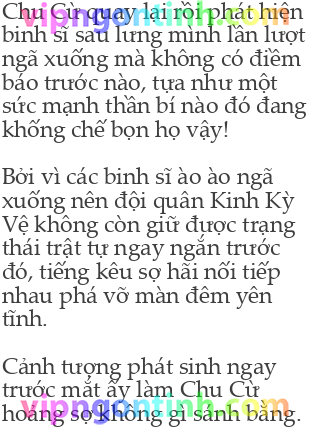 Chu Cừ quay lại rồi phát hiện
binh sĩ sau lưng mình lần lượt
ngã xuống mà không có điềm
báo trước nào, tựa như một
sức mạnh thần bí nào đó đang
khống chế bọn họ vậy!
Bởi vì các binh sĩ ào ào ngã
xuống nên đội quân Kinh Kỳ
Vệ không còn giữ được trạng
thái trật tự ngay ngắn trước
đó, tiếng kêu sợ hãi nối tiếp
nhau phá vỡ màn đêm yên
tĩnh.
Cảnh tượng phát sinh ngay
trước mắt ấy làm Chu Cừ
hoảng sợ không gì sánh bằng.
vipngontinh.com
vipngontinh.com